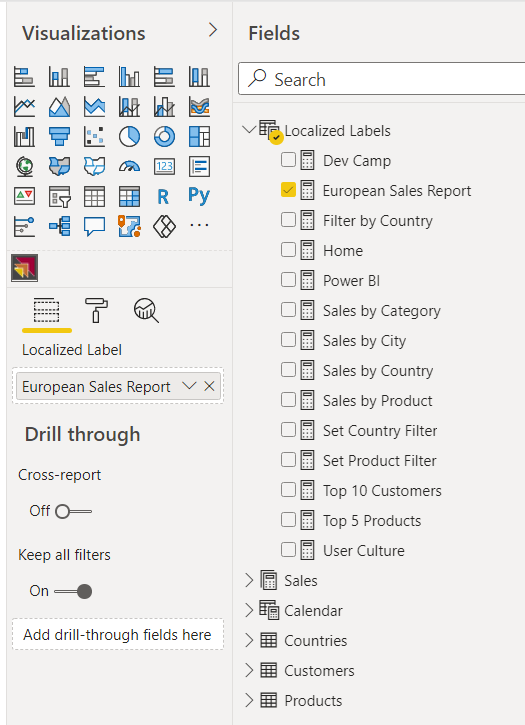 Visualizations
123
R
Py
Localized Label
European Sales Report
Drill through
Cross-report
Off
Keep all filters
On
Add drill-through fields here
Fields
Search
Localized Labels
Dev Camp
European Sales Report
Filter by Country
Home
Power BI
Sales by Category
Sales by City
Sales by Country
Sales by Product
Set Country Filter
Set Product Filter
Top 10 Customers
Top 5 Products
User Culture
Sales
Calendar
Countries
Customers
Products